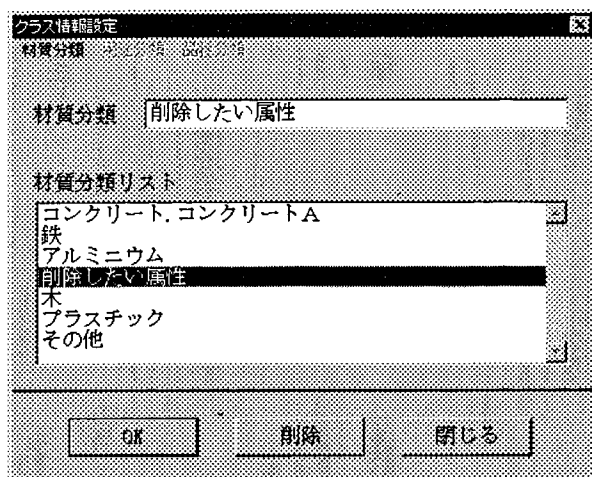 クラス情報設定
材質分類
材質分類 削除したい属性
材質分類リスト
コンクリート.コンクリートA
鉄
アルミニウム
削除したい属性
木
プラスチック
その他
OK 削除 閉じる